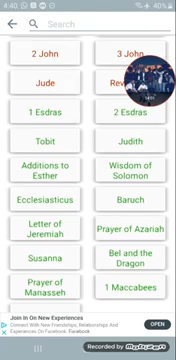 4:40
40%
Search
2 John
3 John
Jude
1 Esdras
2 Esdras
Tobit
Judith
Additions to
Esther
Wisdom of
Solomon
Ecclesiasticus
Baruch
Letter of
Jeremiah
Prayer of Azariah
Susanna
Bel and the
Dragon
Prayer of
Manasseh
1 Maccabees
Join In On New Experiences
Connect With New Friendships, Relationships And
Experiences On Facebook. Facebook
OPEN
Recorded by